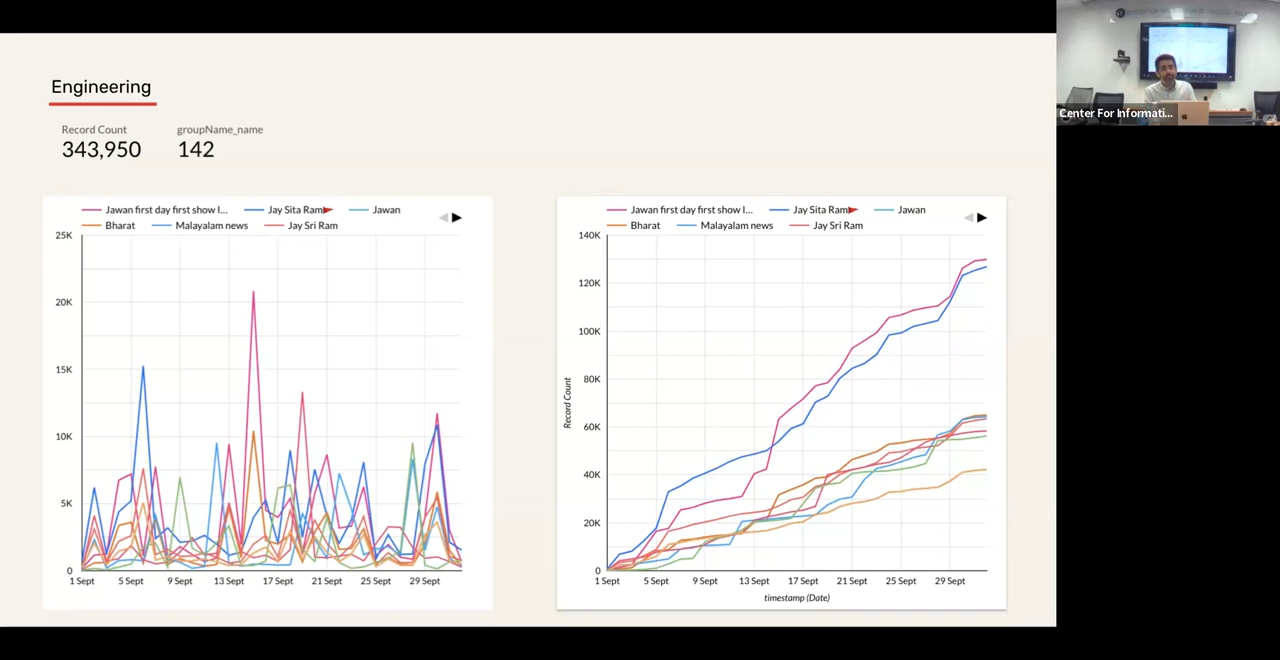 Engineering
Record Count groupName_name
343,950 142
Jawan first day first show I... Jay Sita Ram Jawan
Bharat Malayalam news Jay Sri Ram
25K
20K
15K
10K
5K
0
1 Sept 5 Sept 9 Sept 13 Sept 17 Sept 21 Sept 25 Sept 29 Sept
Jawan first day first show I... Jay Sita Ram Jawan
Bharat Malayalam news Jay Sri Ram
140K
120K
100K
80K
60K
40K
20K
0
Record Count
1 Sept 5 Sept 9 Sept 13 Sept 17 Sept 21 Sept 25 Sept 29 Sept
timestamp (Date)
Center For Informati...